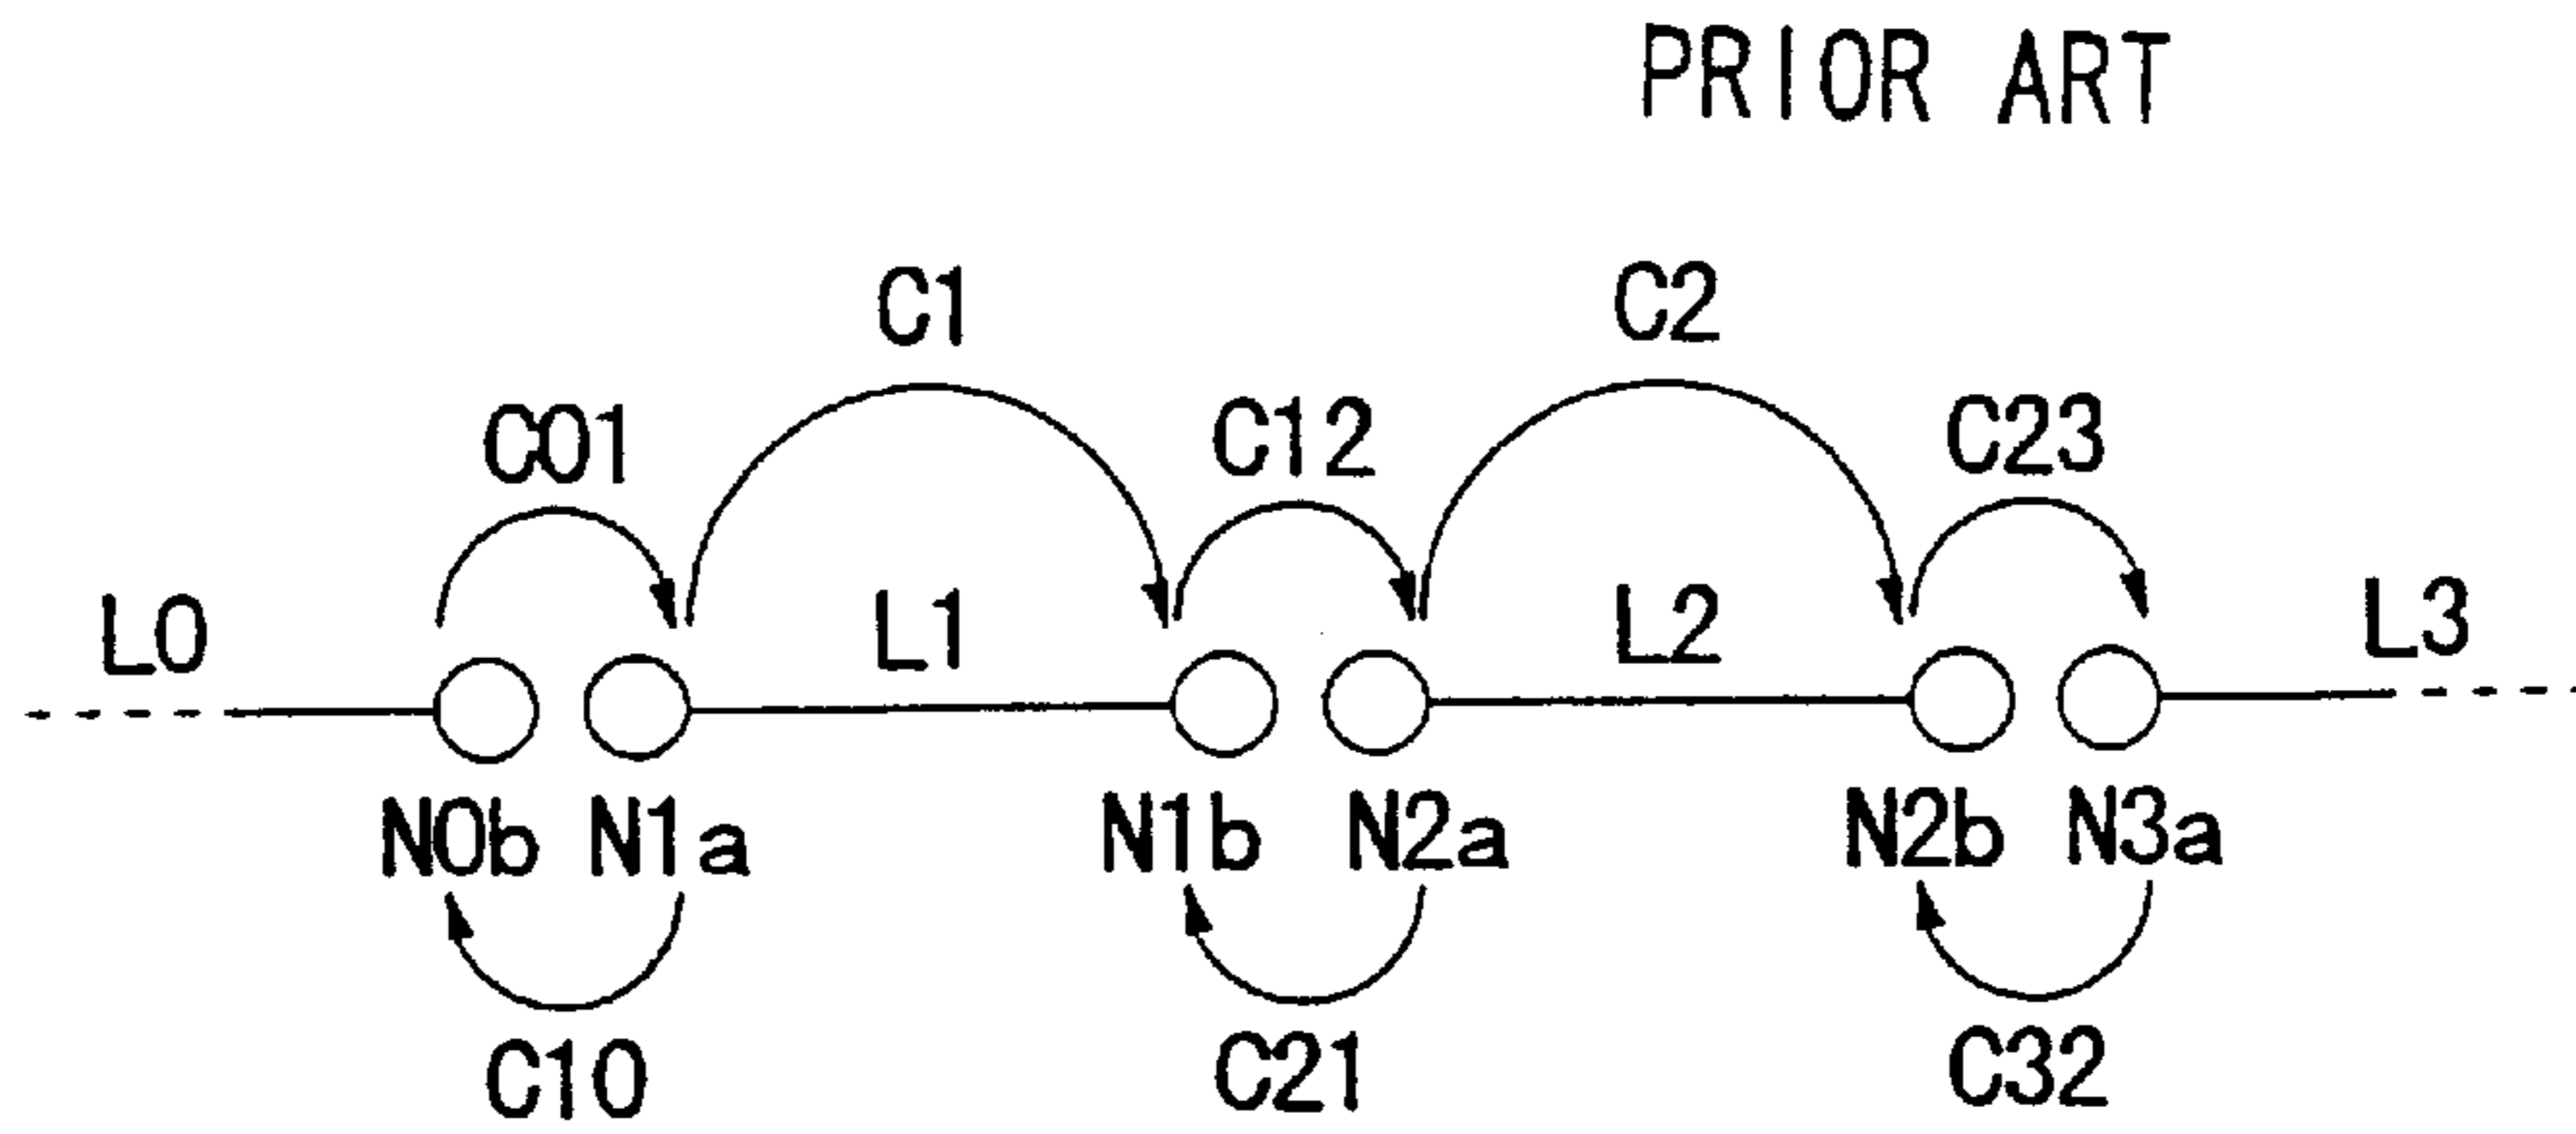 PRIOR ART
C1 C2
C01 C12 C23
L0 L1 L2 L3
N0b N1a N1b N2a N2b N3a
C10 C21 C32